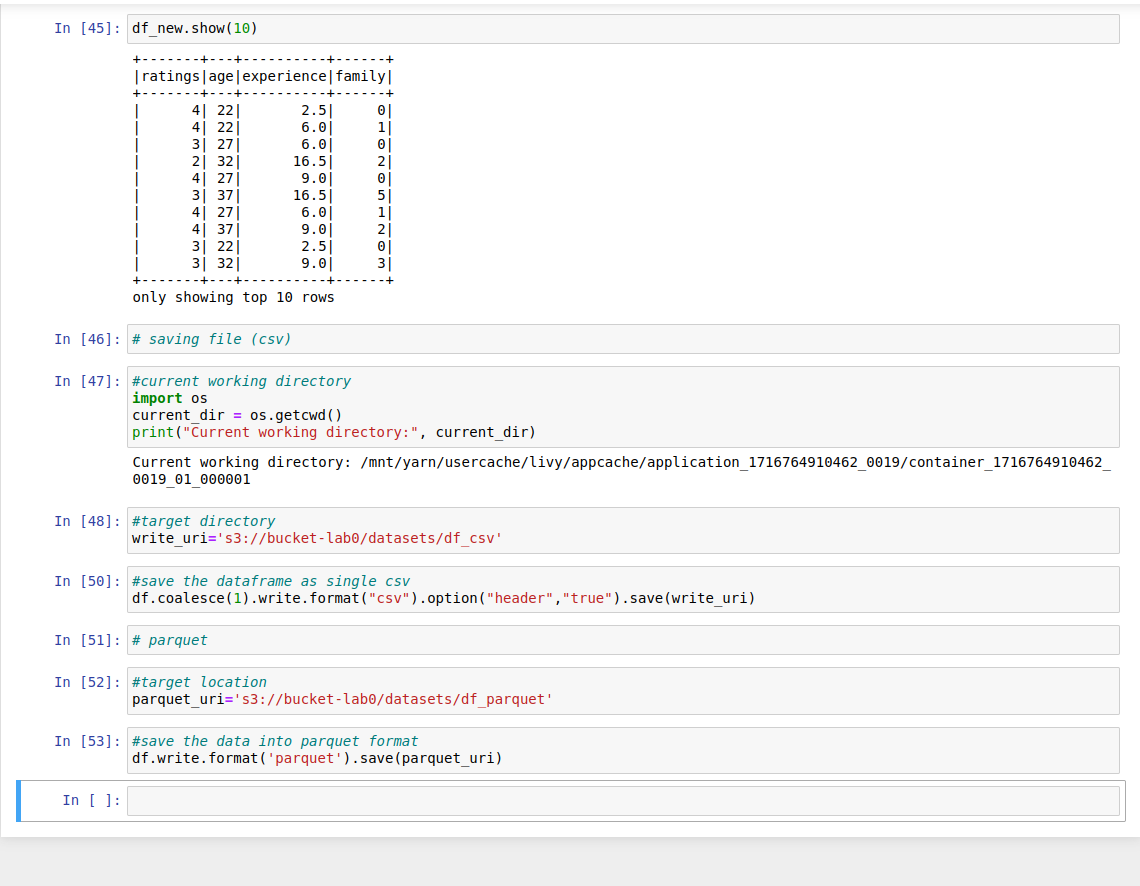 In [45]: df_new.show(10)
+-------+---+----------+------+
|ratings|age|experience|family|
+-------+---+----------+------+
|      4| 22|       2.5|     0|
|      4| 22|       6.0|     1|
|      3| 27|       6.0|     0|
|      2| 32|      16.5|     2|
|      4| 27|       9.0|     0|
|      3| 37|      16.5|     5|
|      4| 27|       6.0|     1|
|      4| 37|       9.0|     2|
|      3| 22|       2.5|     0|
|      3| 32|       9.0|     3|
+-------+---+----------+------+
only showing top 10 rows
In [46]: # saving file (csv)
In [47]: #current working directory
import os
current_dir = os.getcwd()
print("Current working directory:", current_dir)
Current working directory: /mnt/yarn/usercache/livy/appcache/application_1716764910462_0019/container_1716764910462_
0019_01_000001
In [48]: #target directory
write_uri='s3://bucket-lab0/datasets/df_csv'
In [50]: #save the dataframe as single csv
df.coalesce(1).write.format("csv").option("header","true").save(write_uri)
In [51]: # parquet
In [52]: #target location
parquet_uri='s3://bucket-lab0/datasets/df_parquet'
In [53]: #save the data into parquet format
df.write.format('parquet').save(parquet_uri)
In [ ]: